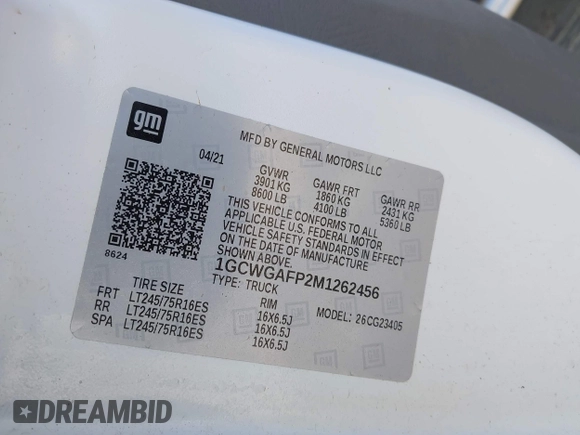 gm
MFD BY GENERAL MOTORS LLC
04/21
GVWR GAWR FRT GAWR RR
3901 KG 1860 KG 2431 KG
8600 LB 4100 LB 5360 LB
THIS VEHICLE CONFORMS TO ALL
APPLICABLE U.S. FEDERAL MOTOR
VEHICLE SAFETY STANDARDS IN EFFECT
ON THE DATE OF MANUFACTURE
SHOWN ABOVE.
8624
1GCWGAFP2M1262456
TYPE: TRUCK
MODEL: 26CG23405
TIRE SIZE RIM
FRT LT245/75R16ES 16X6.5J
RR LT245/75R16ES 16X6.5J
SPA LT245/75R16ES 16X6.5J
DREAMBID